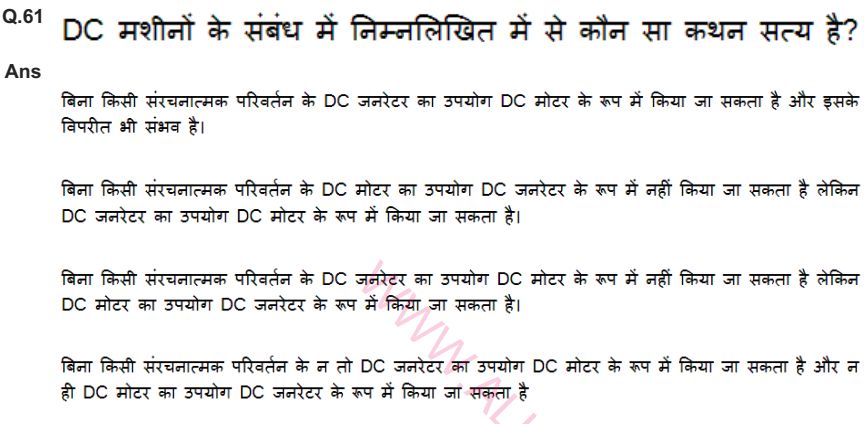 Q.61 DC मशीनों के संबंध में निम्नलिखित में से कौन सा कथन सत्य है?
Ans
बिना किसी संरचनात्मक परिवर्तन के DC जनरेटर का उपयोग DC मोटर के रूप में किया जा सकता है और इसके
विपरीत भी संभव है।
बिना किसी संरचनात्मक परिवर्तन के DC मोटर का उपयोग DC जनरेटर के रूप में नहीं किया जा सकता है लेकिन
DC जनरेटर का उपयोग DC मोटर के रूप में किया जा सकता है।
बिना किसी संरचनात्मक परिवर्तन के DC जनरेटर का उपयोग DC मोटर के रूप में नहीं किया जा सकता है लेकिन
DC मोटर का उपयोग DC जनरेटर के रूप में किया जा सकता है।
बिना किसी संरचनात्मक परिवर्तन के न तो DC जनरेटर का उपयोग DC मोटर के रूप में किया जा सकता है और न
ही DC मोटर का उपयोग DC जनरेटर के रूप में किया जा सकता है